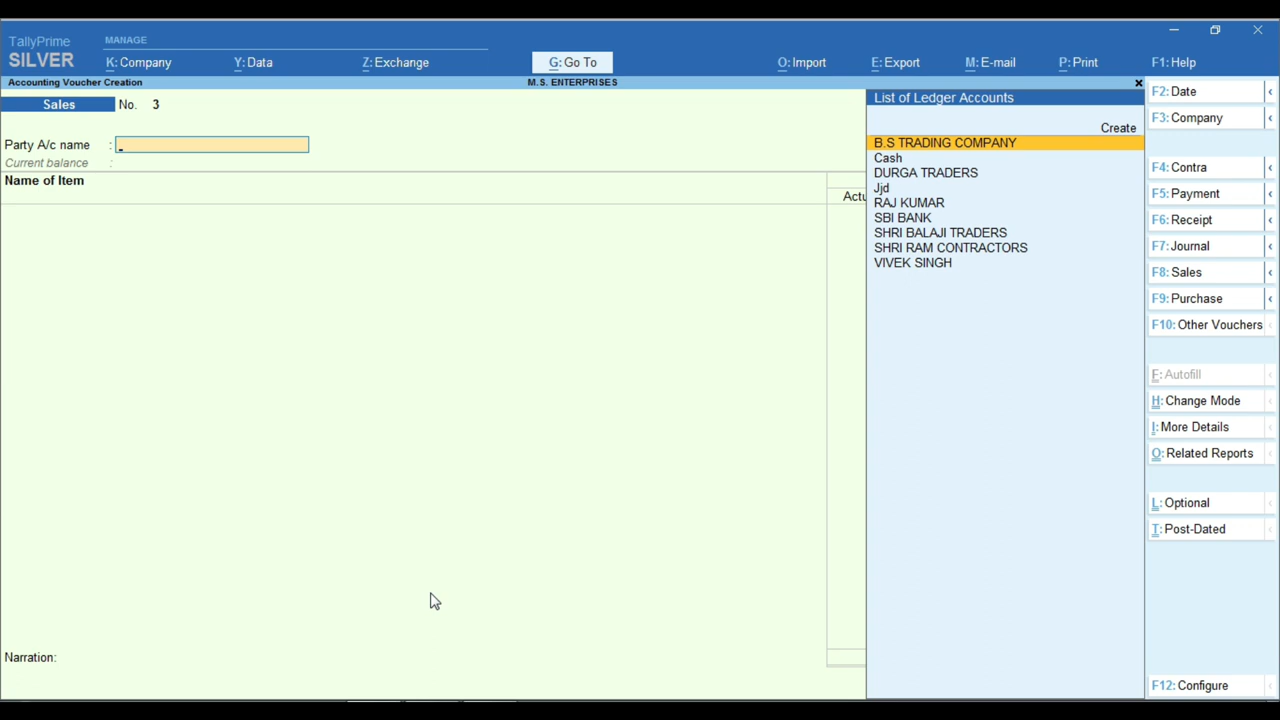 TallyPrime
SILVER
MANAGE
K: Company
Y: Data
Z: Exchange
G: Go To
O: Import
E: Export
M: E-mail
P: Print
F1: Help
Accounting Voucher Creation
M.S. ENTERPRISES
Sales No. 3
Party A/c name :
Current balance :
Name of Item
Actu
Narration:
List of Ledger Accounts
Create
B.S TRADING COMPANY
Cash
DURGA TRADERS
Jjd
RAJ KUMAR
SBI BANK
SHRI BALAJI TRADERS
SHRI RAM CONTRACTORS
VIVEK SINGH
F2: Date
F3: Company
F4: Contra
F5: Payment
F6: Receipt
F7: Journal
F8: Sales
F9: Purchase
F10: Other Vouchers
F: Autofill
H: Change Mode
I: More Details
O: Related Reports
L: Optional
T: Post-Dated
F12: Configure